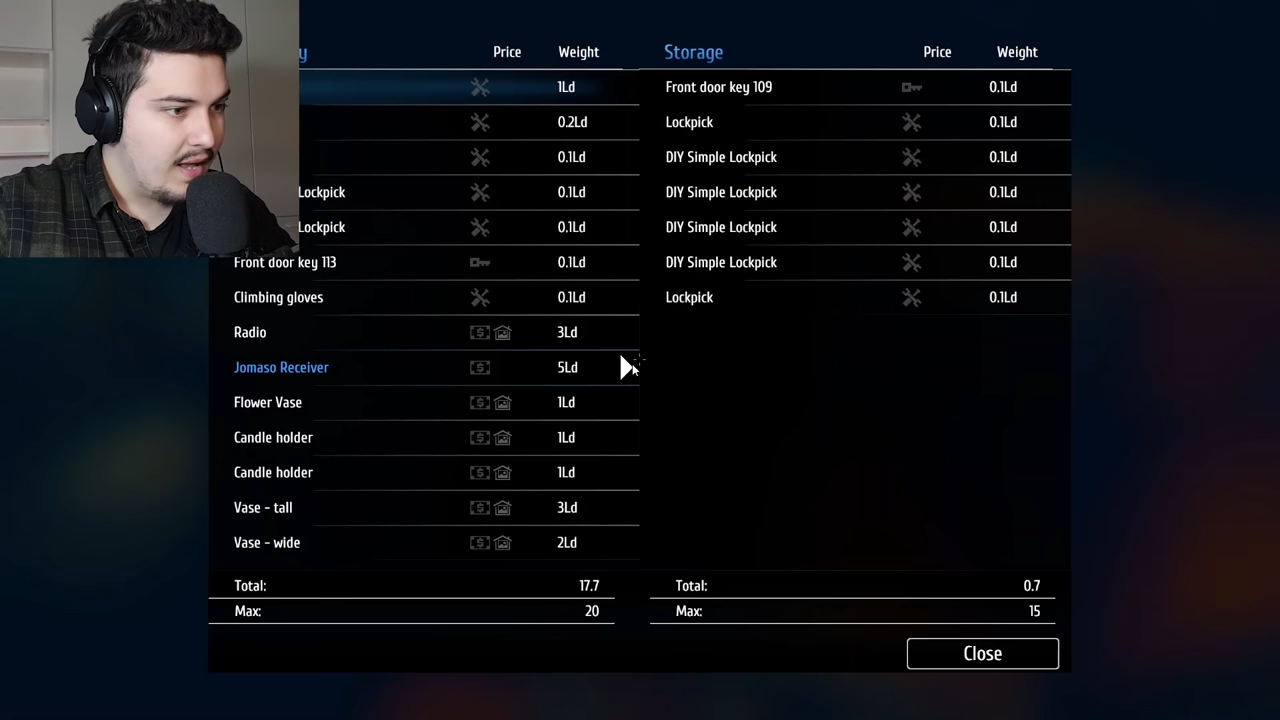 y Price Weight Storage Price Weight
1Ld Front door key 109 0.1Ld
0.2Ld Lockpick 0.1Ld
0.1Ld DIY Simple Lockpick 0.1Ld
Lockpick 0.1Ld DIY Simple Lockpick 0.1Ld
Lockpick 0.1Ld DIY Simple Lockpick 0.1Ld
Front door key 113 0.1Ld DIY Simple Lockpick 0.1Ld
Climbing gloves 0.1Ld Lockpick 0.1Ld
Radio 3Ld
Jomaso Receiver 5Ld
Flower Vase 1Ld
Candle holder 1Ld
Candle holder 1Ld
Vase - tall 3Ld
Vase - wide 2Ld
Total: 17.7 Total: 0.7
Max: 20 Max: 15
Close